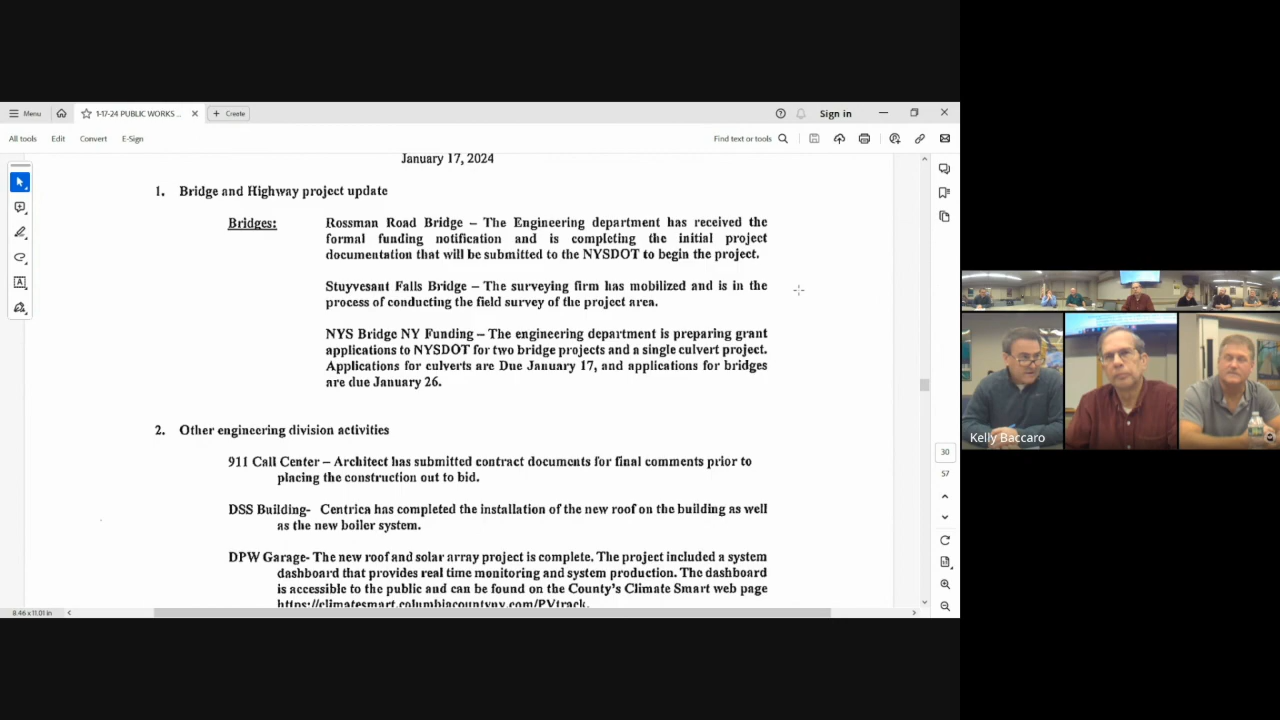 Menu
1-17-24 PUBLIC WORKS ...
Create
Sign in
All tools
Edit
Convert
E-Sign
Find text or tools
January 17, 2024
1. Bridge and Highway project update
Bridges: Rossman Road Bridge – The Engineering department has received the
formal funding notification and is completing the initial project
documentation that will be submitted to the NYSDOT to begin the project.
Stuyvesant Falls Bridge – The surveying firm has mobilized and is in the
process of conducting the field survey of the project area.
NYS Bridge NY Funding – The engineering department is preparing grant
applications to NYSDOT for two bridge projects and a single culvert project.
Applications for culverts are Due January 17, and applications for bridges
are due January 26.
2. Other engineering division activities
911 Call Center – Architect has submitted contract documents for final comments prior to
placing the construction out to bid.
DSS Building- Centrica has completed the installation of the new roof on the building as well
as the new boiler system.
DPW Garage- The new roof and solar array project is complete. The project included a system
dashboard that provides real time monitoring and system production. The dashboard
is accessible to the public and can be found on the County's Climate Smart web page
https://climatesmart.columbiacountyny.com/PVtrack.
30
57
8.46 x 11.01 in
Kelly Baccaro